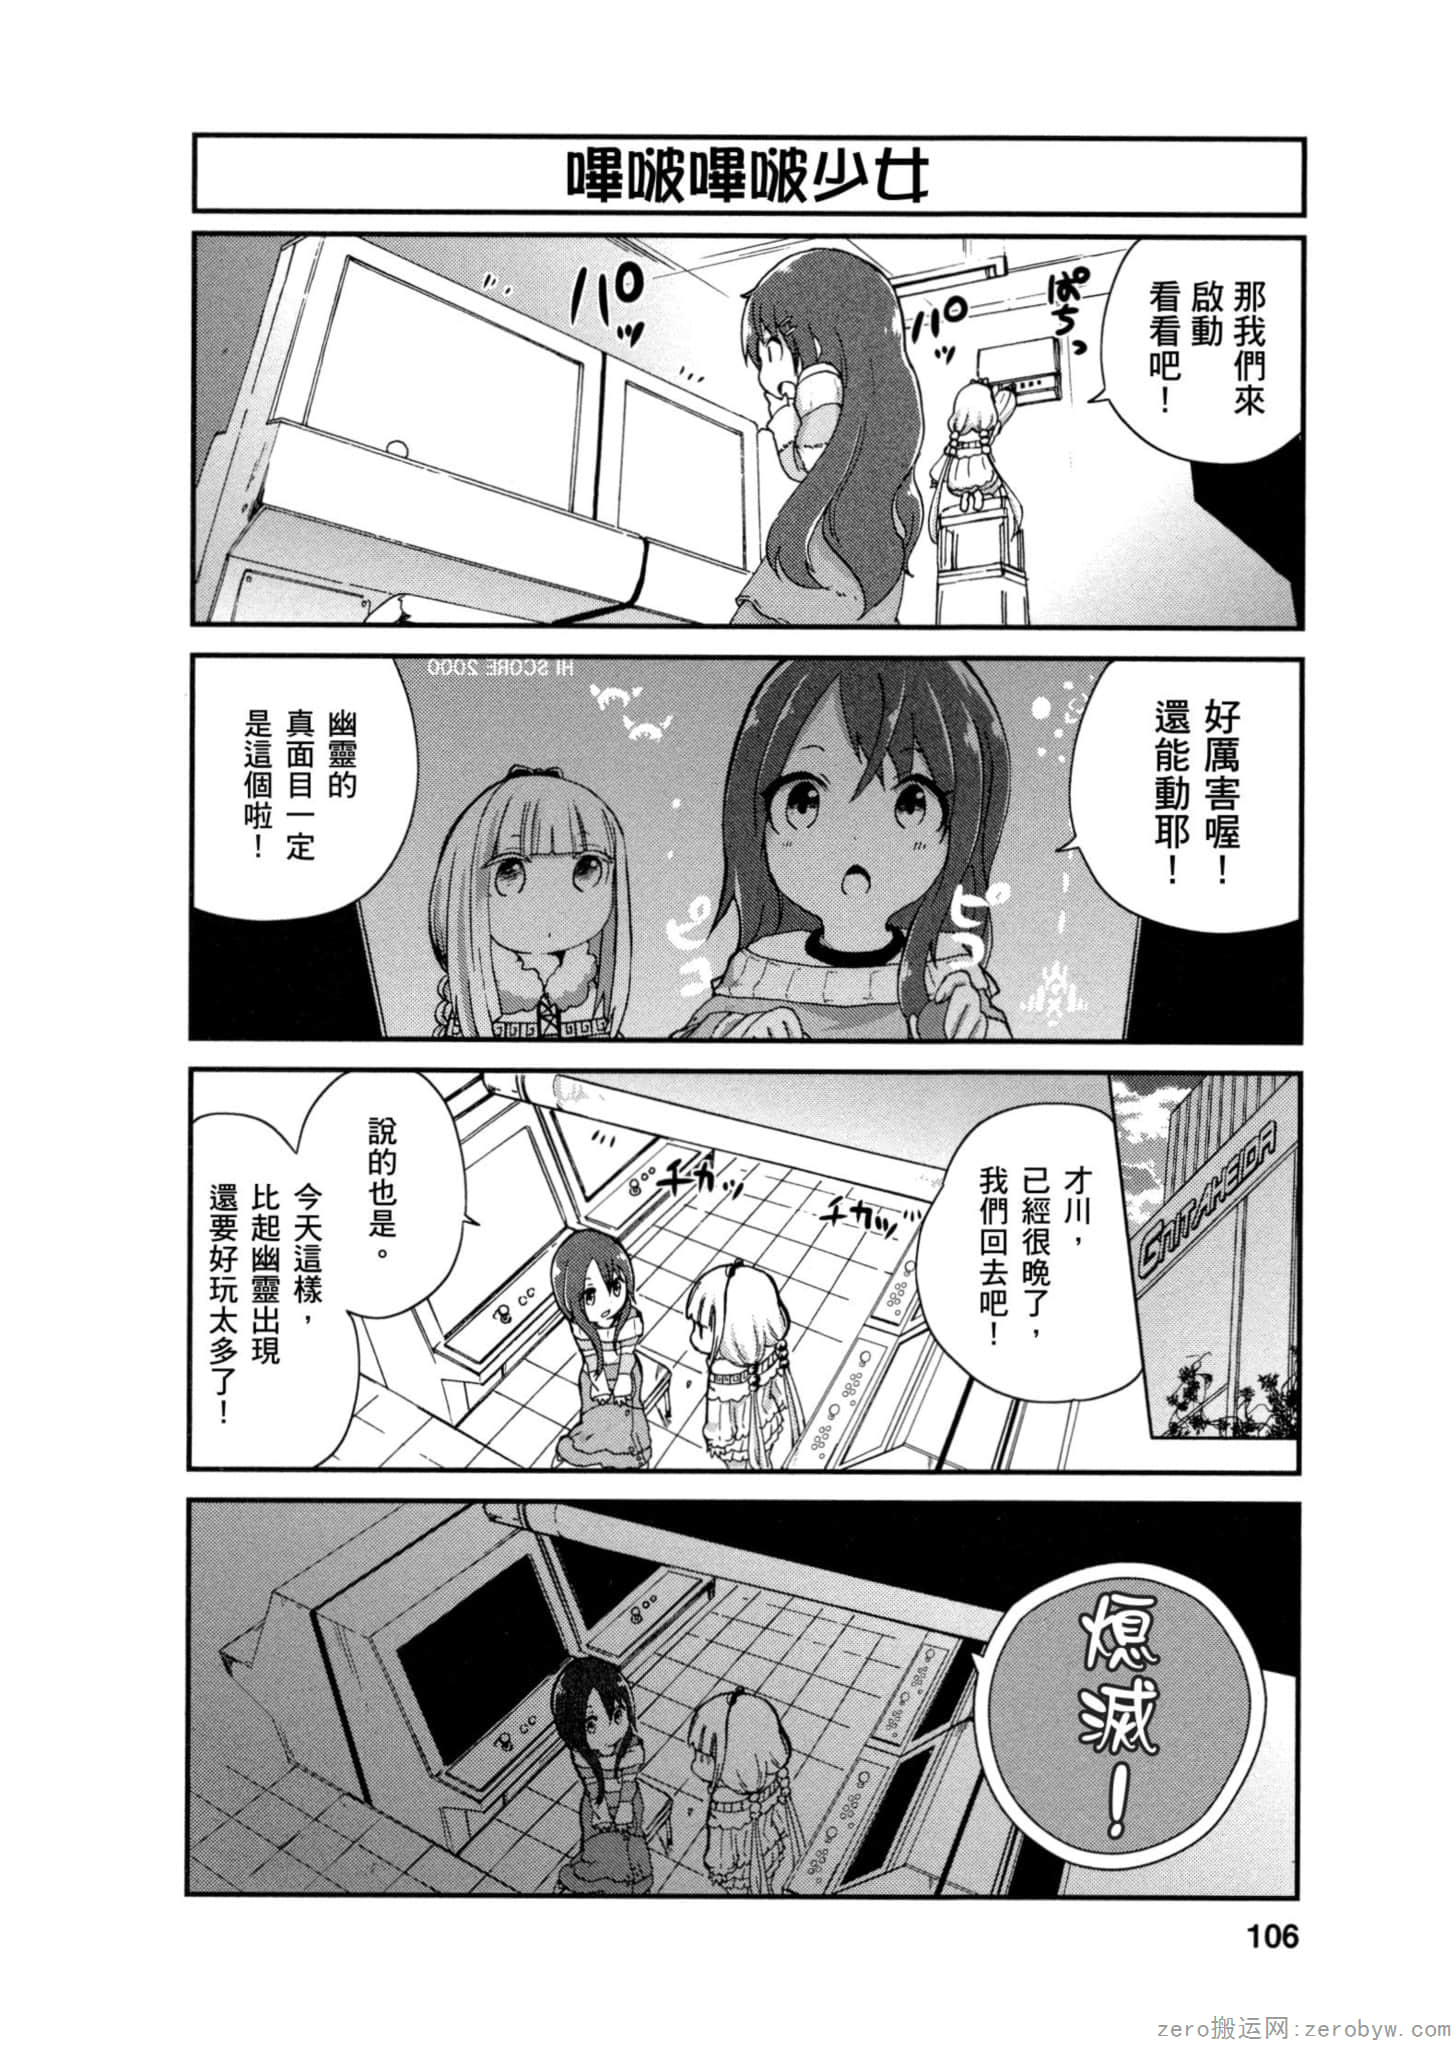 嗶啵嗶啵少女
那我們來
啟動
看看吧！
ぱちっ
パッ
パッ
好厲害喔！
還能動耶！
HI SCORE 2000
ピコ
ピコ
幽靈的
真面目一定
是這個啦！
GNITAHEIDA
才川，
已經很晚了，
我們回去吧！
チカッ
チカッ
說的也是。
今天這樣，
比起幽靈出現
還要好玩太多了！
熄滅！
106
zero搬运网:zerobyw.com